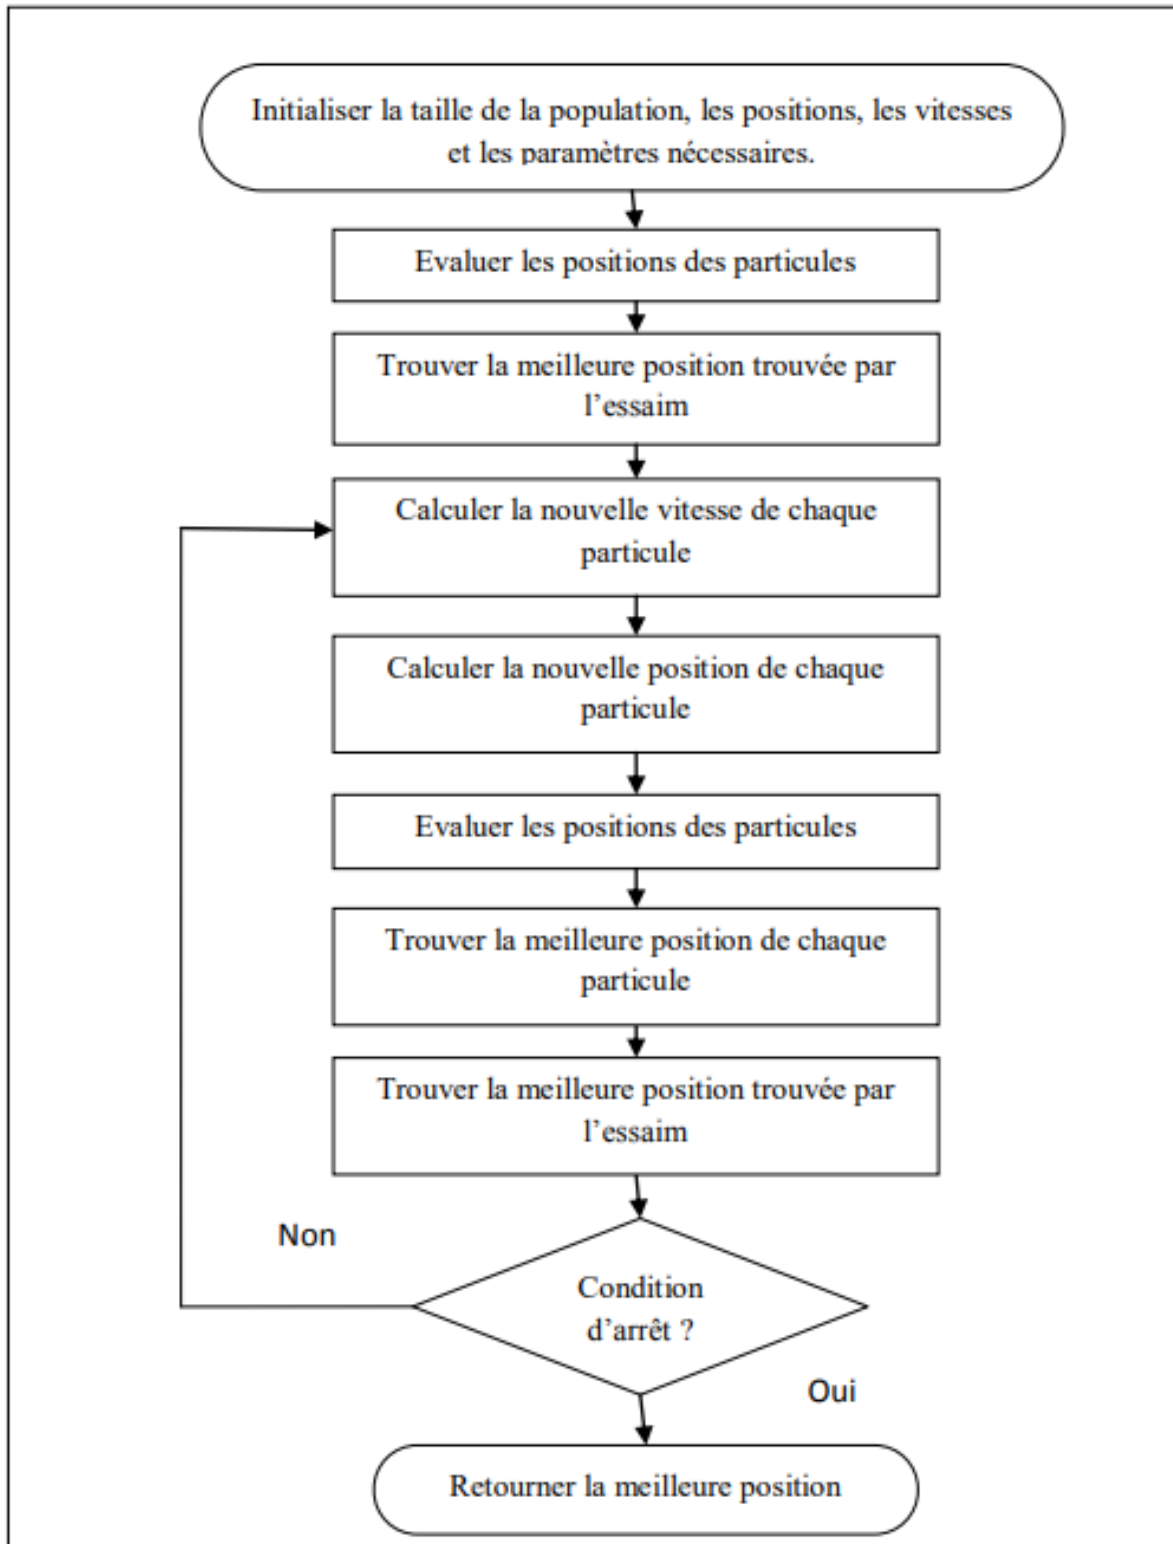 Initialiser la taille de la population, les positions, les vitesses
et les paramètres nécessaires.
Evaluer les positions des particules
Trouver la meilleure position trouvée par
l’essaim
Calculer la nouvelle vitesse de chaque
particule
Calculer la nouvelle position de chaque
particule
Evaluer les positions des particules
Trouver la meilleure position de chaque
particule
Trouver la meilleure position trouvée par
l’essaim
Non
Condition
d’arrêt ?
Oui
Retourner la meilleure position